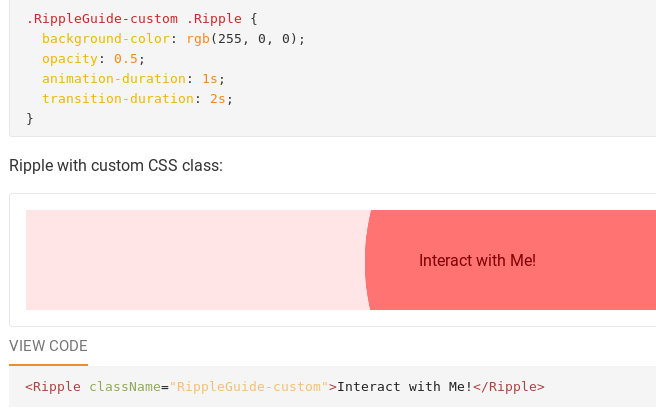 .RippleGuide-custom .Ripple {
  background-color: rgb(255, 0, 0);
  opacity: 0.5;
  animation-duration: 1s;
  transition-duration: 2s;
}
Ripple with custom CSS class:
Interact with Me!
VIEW CODE
<Ripple className="RippleGuide-custom">Interact with Me!</Ripple>